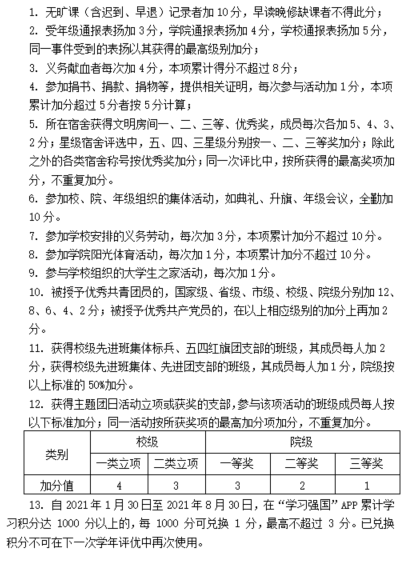 1. 无旷课（含迟到、早退）记录者加 10 分，早读晚修缺课者不得此分；
2. 受年级通报表扬加 3 分，学院通报表扬加 4 分，学校通报表扬加 5 分，
同一事件受到的表扬以其获得的最高级别加分；
3. 义务献血者每次加 4 分，本项累计得分不超过 8 分；
4. 参加捐书、捐款、捐物等，提供相关证明，每次参与活动加 1 分，本项
累计加分超过 5 分者按 5 分计算；
5. 所在宿舍获得文明房间一、二、三等、优秀奖，成员每次各加 5、4、3、
2 分；星级宿舍评选中，五、四、三星级分别按一、二、三等奖加分；除此
之外的各类宿舍称号按优秀奖加分；同一次评比中，按所获得的最高奖项加
分，不重复加分。
6. 参加校、院、年级组织的集体活动，如典礼、升旗、年级会议，全勤加
10 分。
7. 参加学校安排的义务劳动，每次加 3 分，本项累计加分不超过 10 分。
8. 参加学院阳光体育活动，每次加 1 分，本项累计加分不超过 10 分。
9. 参与学校组织的大学生之家活动，每次加 1 分。
10. 被授予优秀共青团员的，国家级、省级、市级、校级、院级分别加 12、
8、6、4、2 分；被授予优秀共产党员的，在以上相应级别的加分上再加 2
分。
11. 获得校级先进班集体标兵、五四红旗团支部的班级，其成员每人加 2
分，获得校级先进班集体、先进团支部的班级，其成员每人加 1 分，院级按
以上标准的 50%加分。
12. 获得主题团日活动立项或获奖的支部，参与该项活动的班级成员每人按
以下标准加分；同一活动按所获奖项的最高加分项加分，不重复加分。
类别 校级 院级
一类立项 二类立项 一等奖 二等奖 三等奖
加分值 4 3 3 2 1
13. 自 2021 年 1 月 30 日至 2021 年 8 月 30 日，在“学习强国”APP 累计学
习积分达 1000 分以上的，每 1000 分可兑换 1 分，最高不超过 3 分。已兑换
积分不可在下一次学年评优中再次使用。